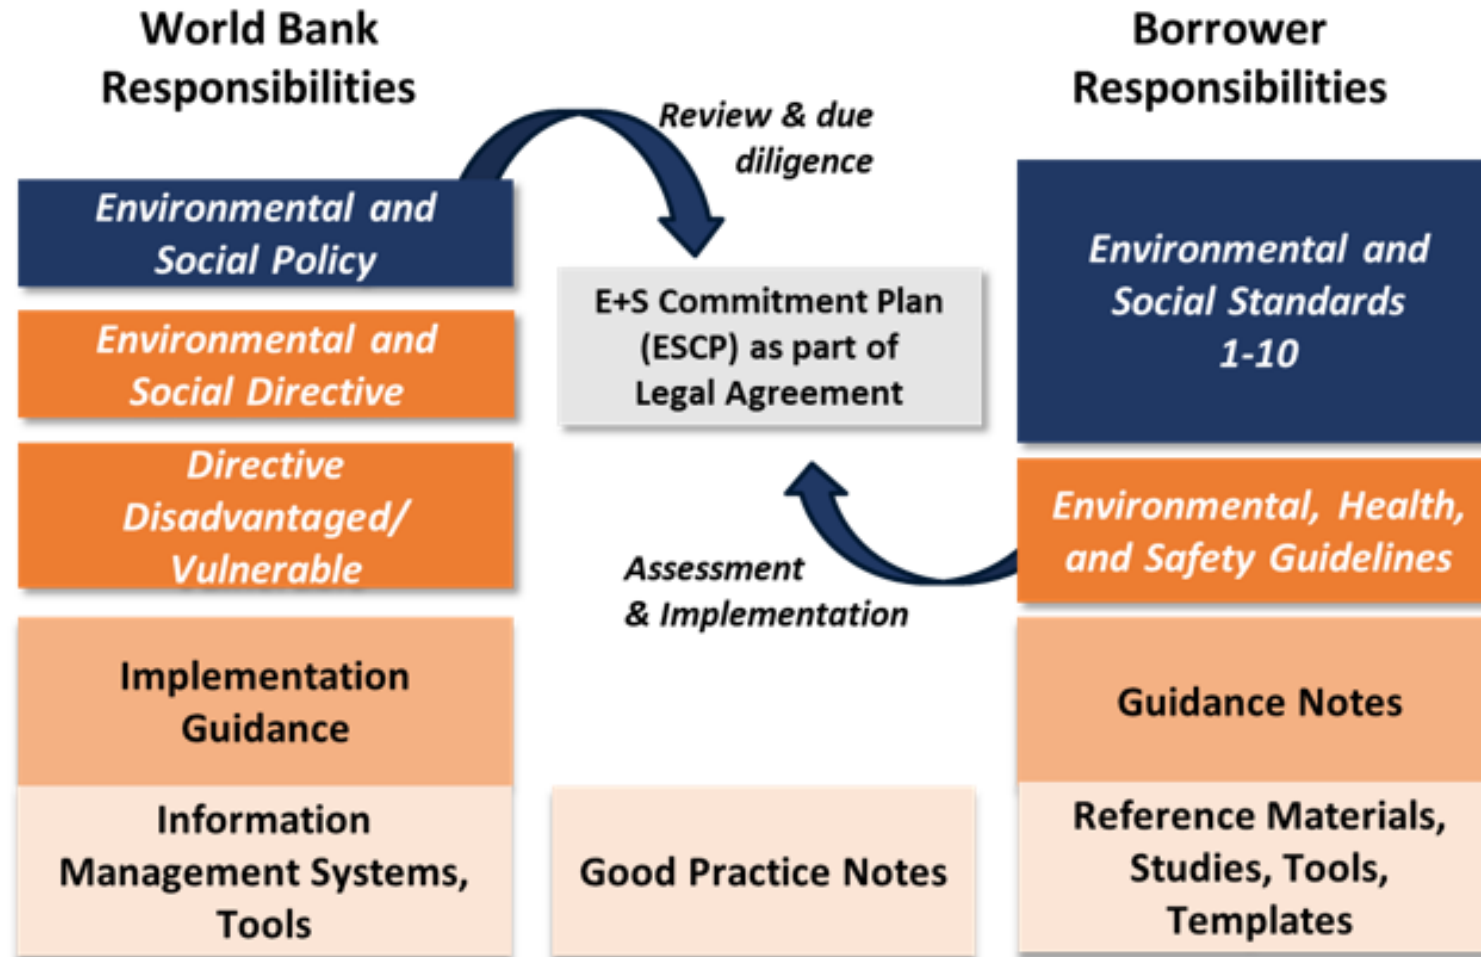 World Bank
Responsibilities
Environmental and
Social Policy
Environmental and
Social Directive
Directive
Disadvantaged/
Vulnerable
Implementation
Guidance
Information
Management Systems,
Tools
Review & due
diligence
E+S Commitment Plan
(ESCP) as part of
Legal Agreement
Assessment
& Implementation
Good Practice Notes
Borrower
Responsibilities
Environmental and
Social Standards
1-10
Environmental, Health,
and Safety Guidelines
Guidance Notes
Reference Materials,
Studies, Tools,
Templates